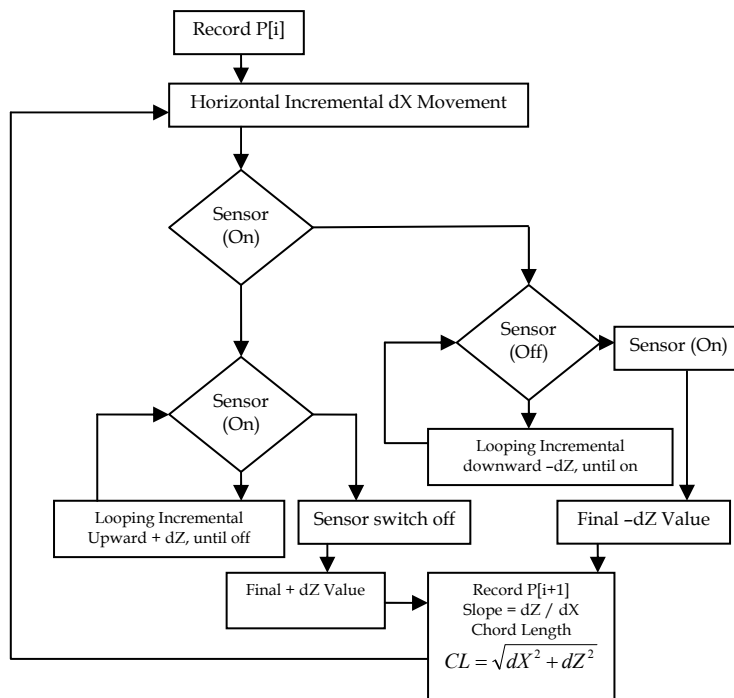 Record P[i]
Horizontal Incremental dX Movement
Sensor
(On)
Sensor
(Off)
Sensor (On)
Sensor
(On)
Looping Incremental
downward –dZ, until on
Looping Incremental
Upward + dZ, until off
Sensor switch off
Final –dZ Value
Final + dZ Value
Record P[i+1]
Slope = dZ / dX
Chord Length
CL = √(dX² + dZ²)